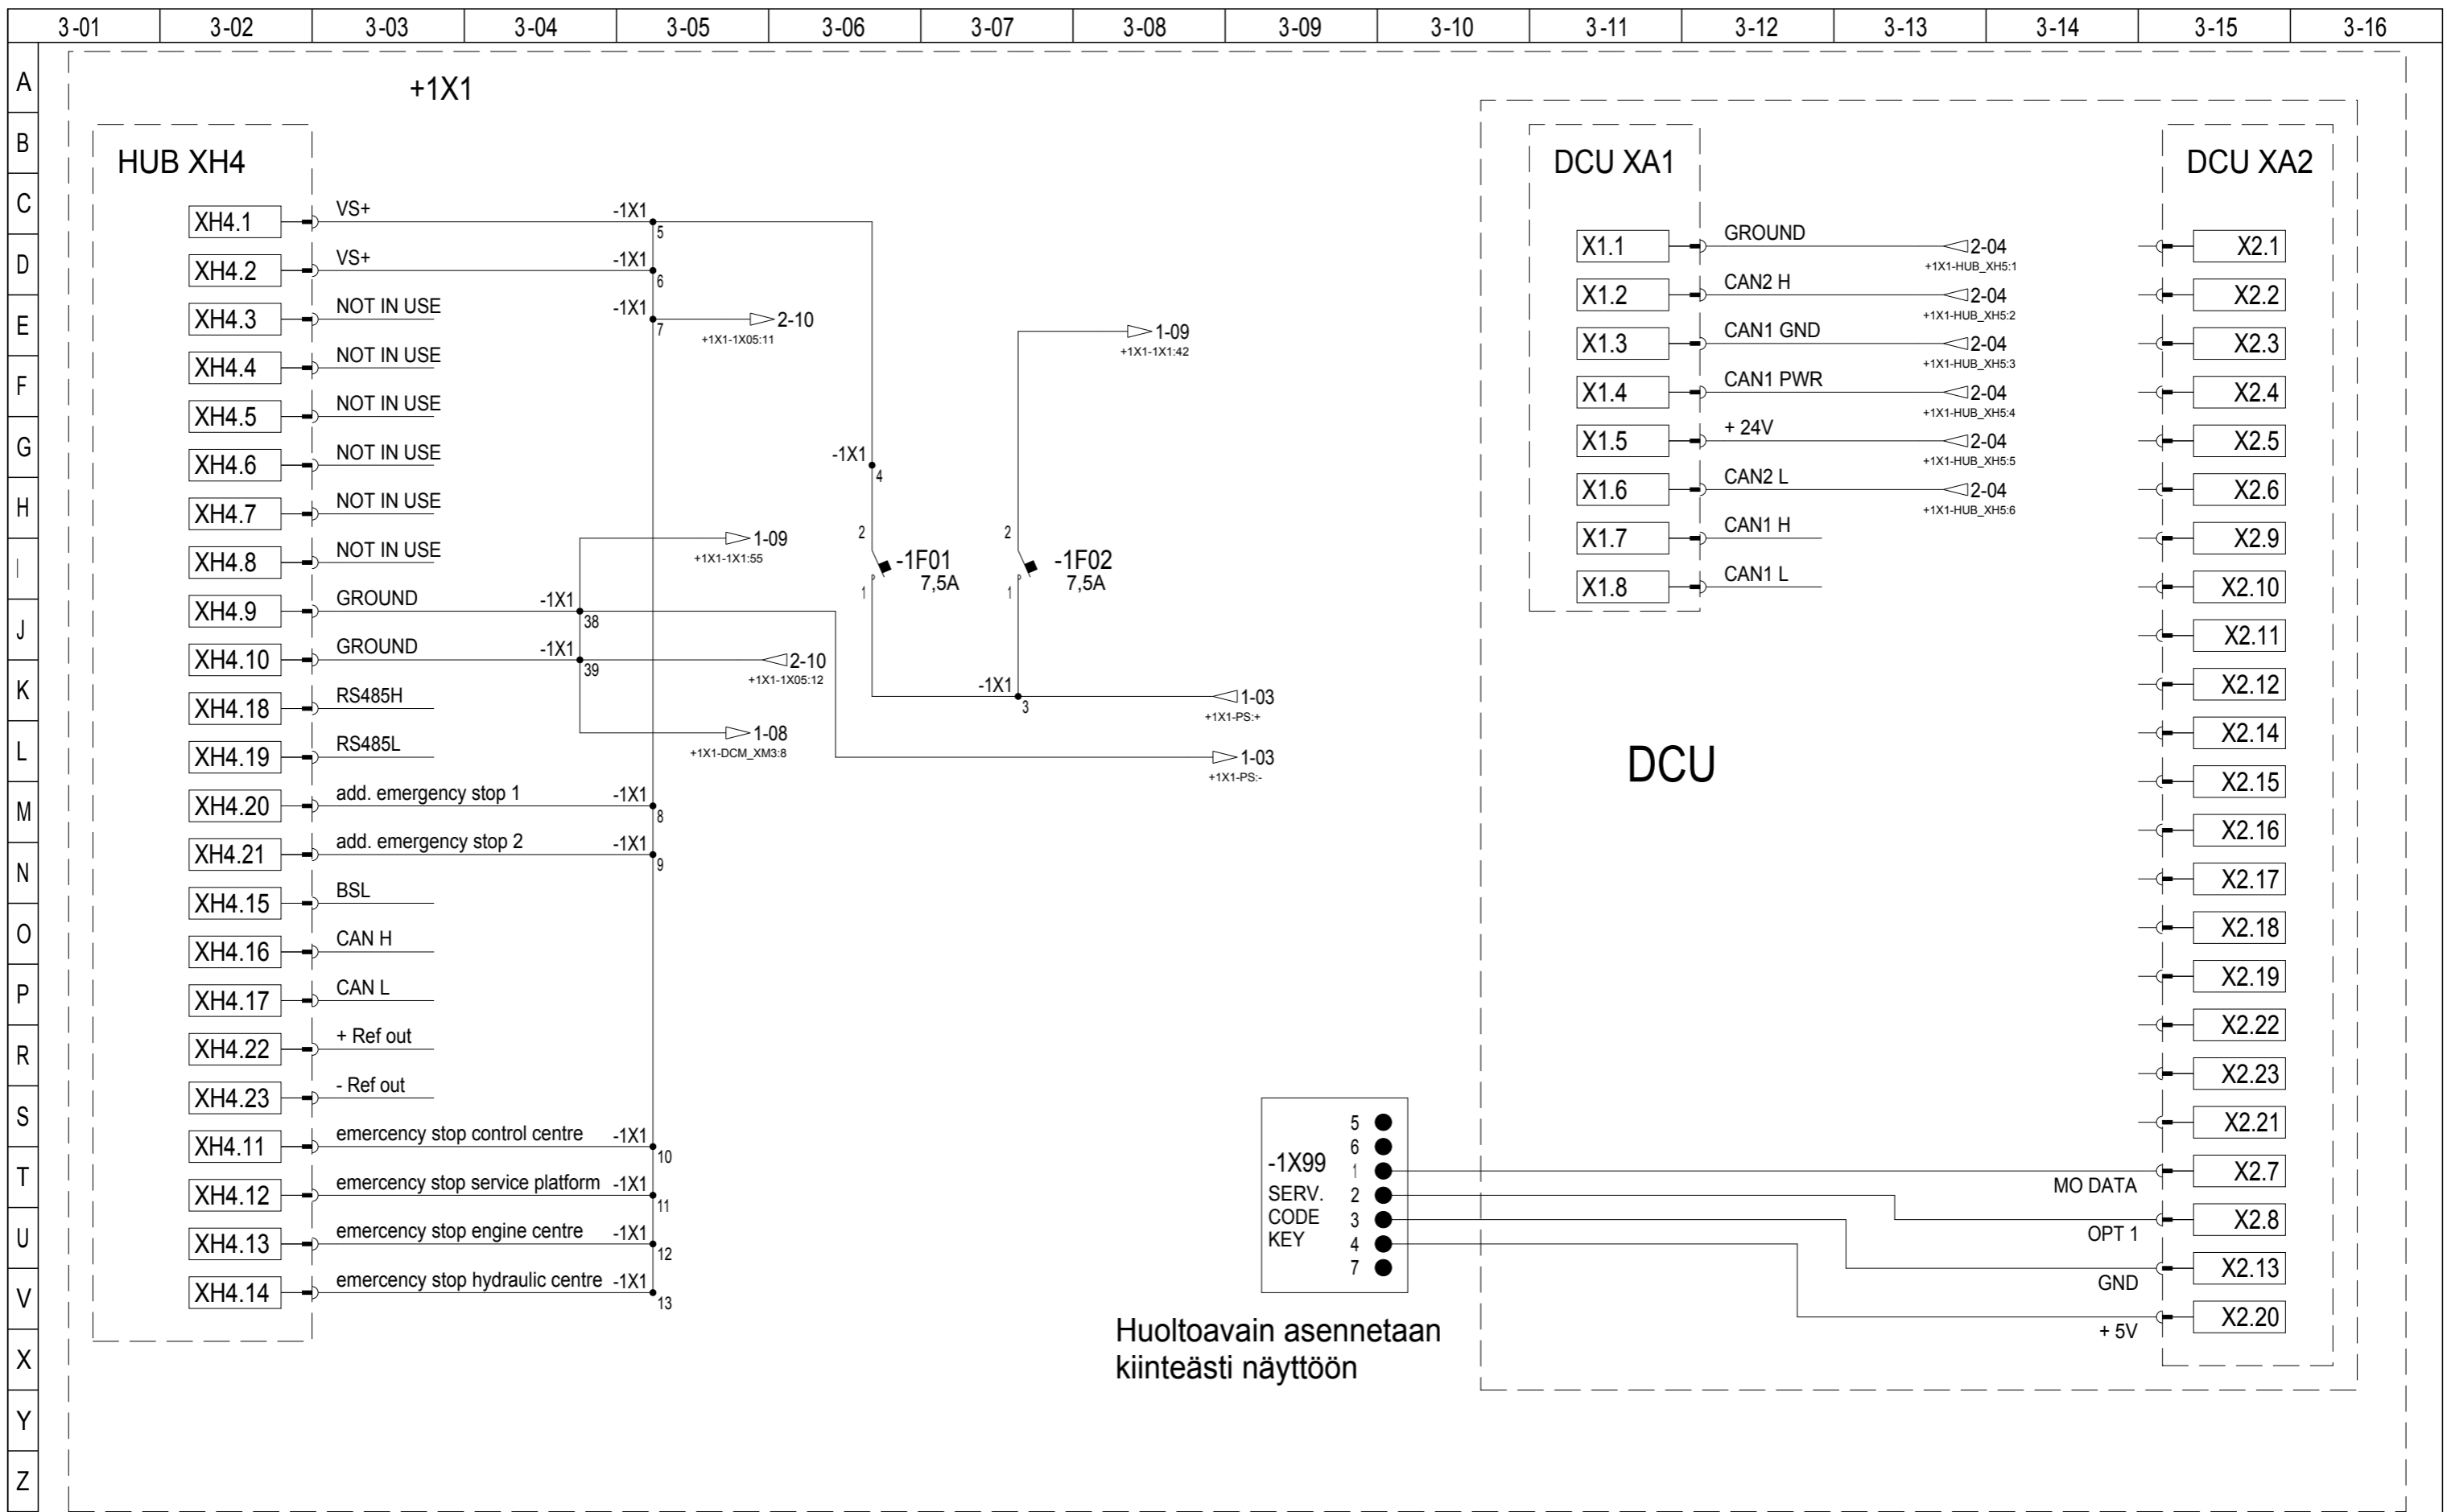 3-01 3-02 3-03 3-04 3-05 3-06 3-07 3-08 3-09 3-10 3-11 3-12 3-13 3-14 3-15 3-16
A
B
C
D
E
F
G
H
I
J
K
L
M
N
O
P
R
S
T
U
V
X
Y
Z
+1X1
HUB XH4
XH4.1 VS+ -1X1 5
XH4.2 VS+ -1X1 6
XH4.3 NOT IN USE -1X1 7 2-10
+1X1-1X05:11
XH4.4 NOT IN USE
XH4.5 NOT IN USE
XH4.6 NOT IN USE
XH4.7 NOT IN USE
XH4.8 NOT IN USE
1-09
+1X1-1X1:55
XH4.9 GROUND -1X1 38
XH4.10 GROUND -1X1 39 2-10
+1X1-1X05:12
XH4.18 RS485H
1-08
+1X1-DCM_XM3:8
XH4.19 RS485L
XH4.20 add. emergency stop 1 -1X1 8
XH4.21 add. emergency stop 2 -1X1 9
XH4.15 BSL
XH4.16 CAN H
XH4.17 CAN L
XH4.22 + Ref out
XH4.23 - Ref out
XH4.11 emercency stop control centre -1X1 10
XH4.12 emercency stop service platform -1X1 11
XH4.13 emercency stop engine centre -1X1 12
XH4.14 emercency stop hydraulic centre -1X1 13
1-09
+1X1-1X1:42
-1X1 4
2 -1F01 7,5A 1
2 -1F02 7,5A 1
-1X1 3 1-03
+1X1-PS:+
1-03
+1X1-PS:-
DCU XA1
X1.1 GROUND 2-04
+1X1-HUB_XH5:1
X1.2 CAN2 H 2-04
+1X1-HUB_XH5:2
X1.3 CAN1 GND 2-04
+1X1-HUB_XH5:3
X1.4 CAN1 PWR 2-04
+1X1-HUB_XH5:4
X1.5 + 24V 2-04
+1X1-HUB_XH5:5
X1.6 CAN2 L 2-04
+1X1-HUB_XH5:6
X1.7 CAN1 H
X1.8 CAN1 L
DCU
DCU XA2
X2.1
X2.2
X2.3
X2.4
X2.5
X2.6
X2.9
X2.10
X2.11
X2.12
X2.14
X2.15
X2.16
X2.17
X2.18
X2.19
X2.22
X2.23
X2.21
MO DATA X2.7
OPT 1 X2.8
GND X2.13
+ 5V X2.20
-1X99
SERV.
CODE
KEY
5
6
1
2
3
4
7
Huoltoavain asennetaan
kiinteästi näyttöön